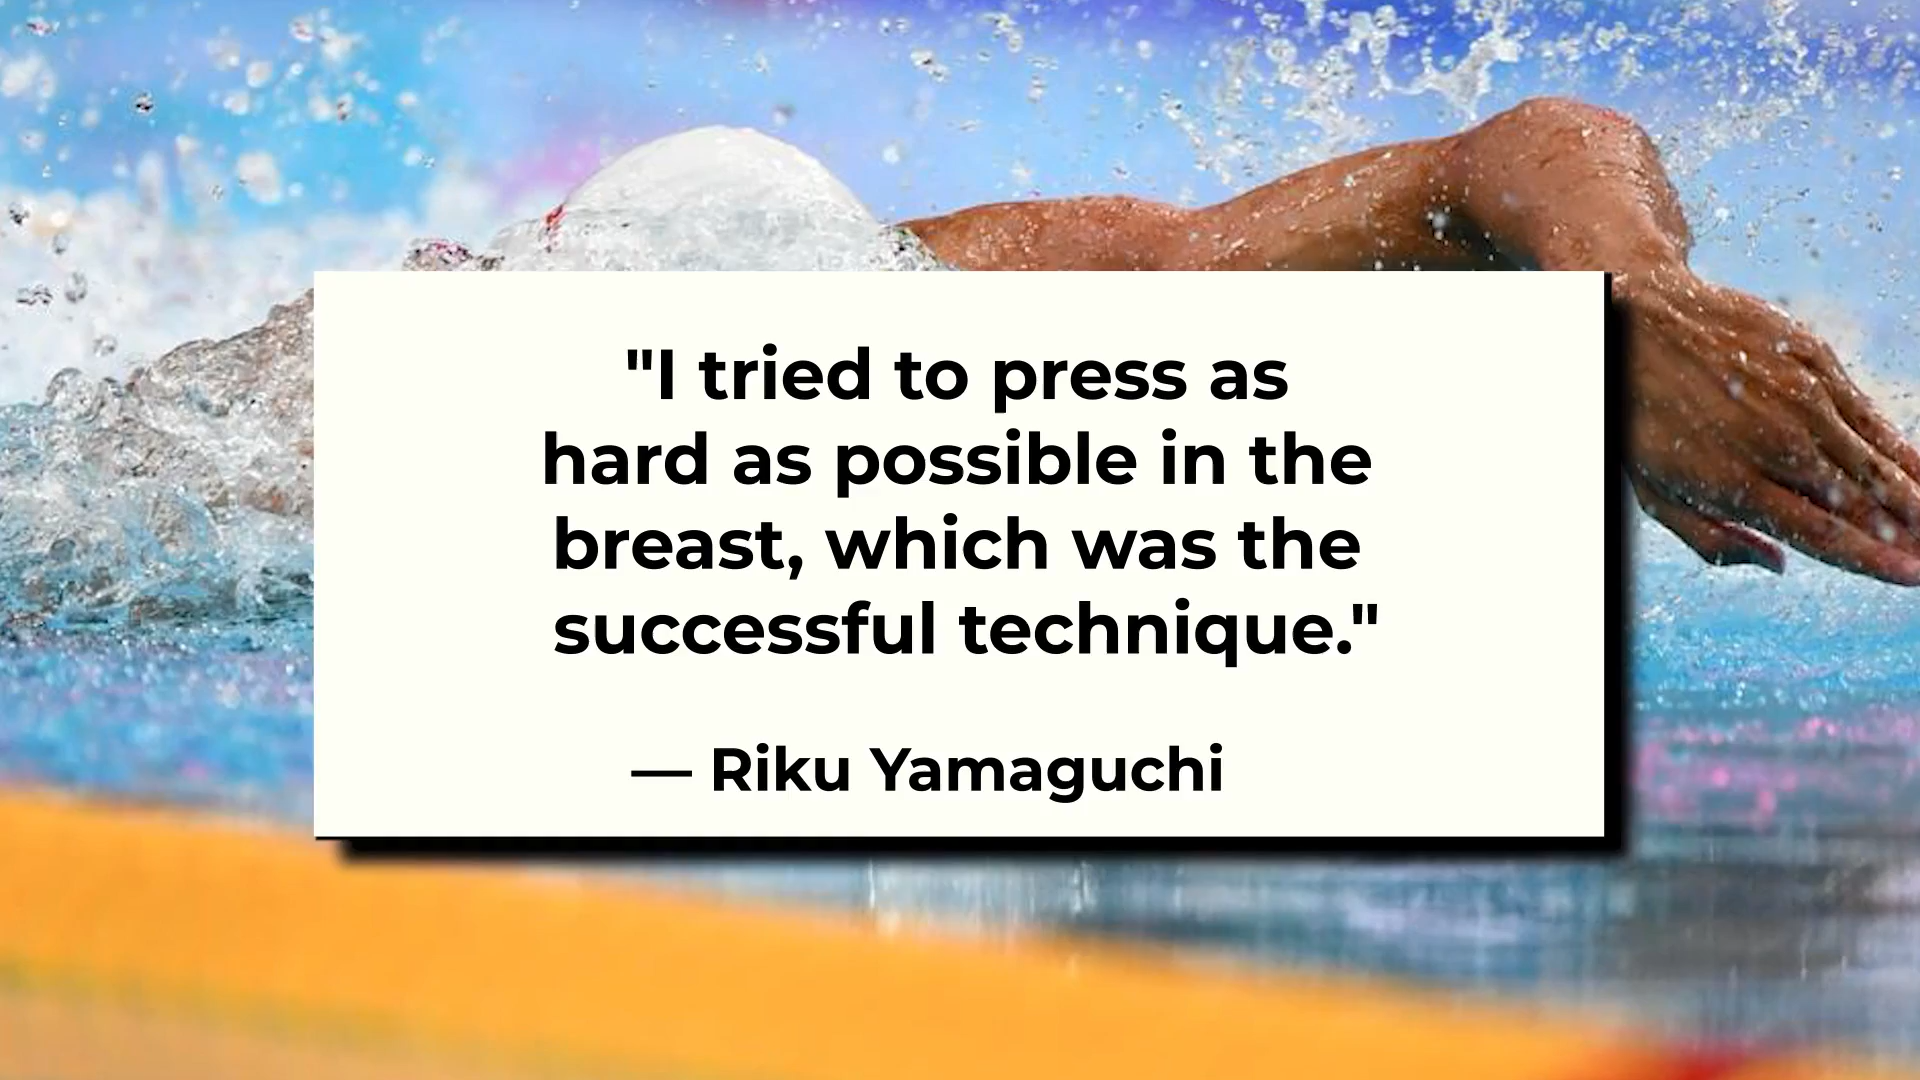 "I tried to press as
hard as possible in the
breast, which was the
successful technique."
— Riku Yamaguchi